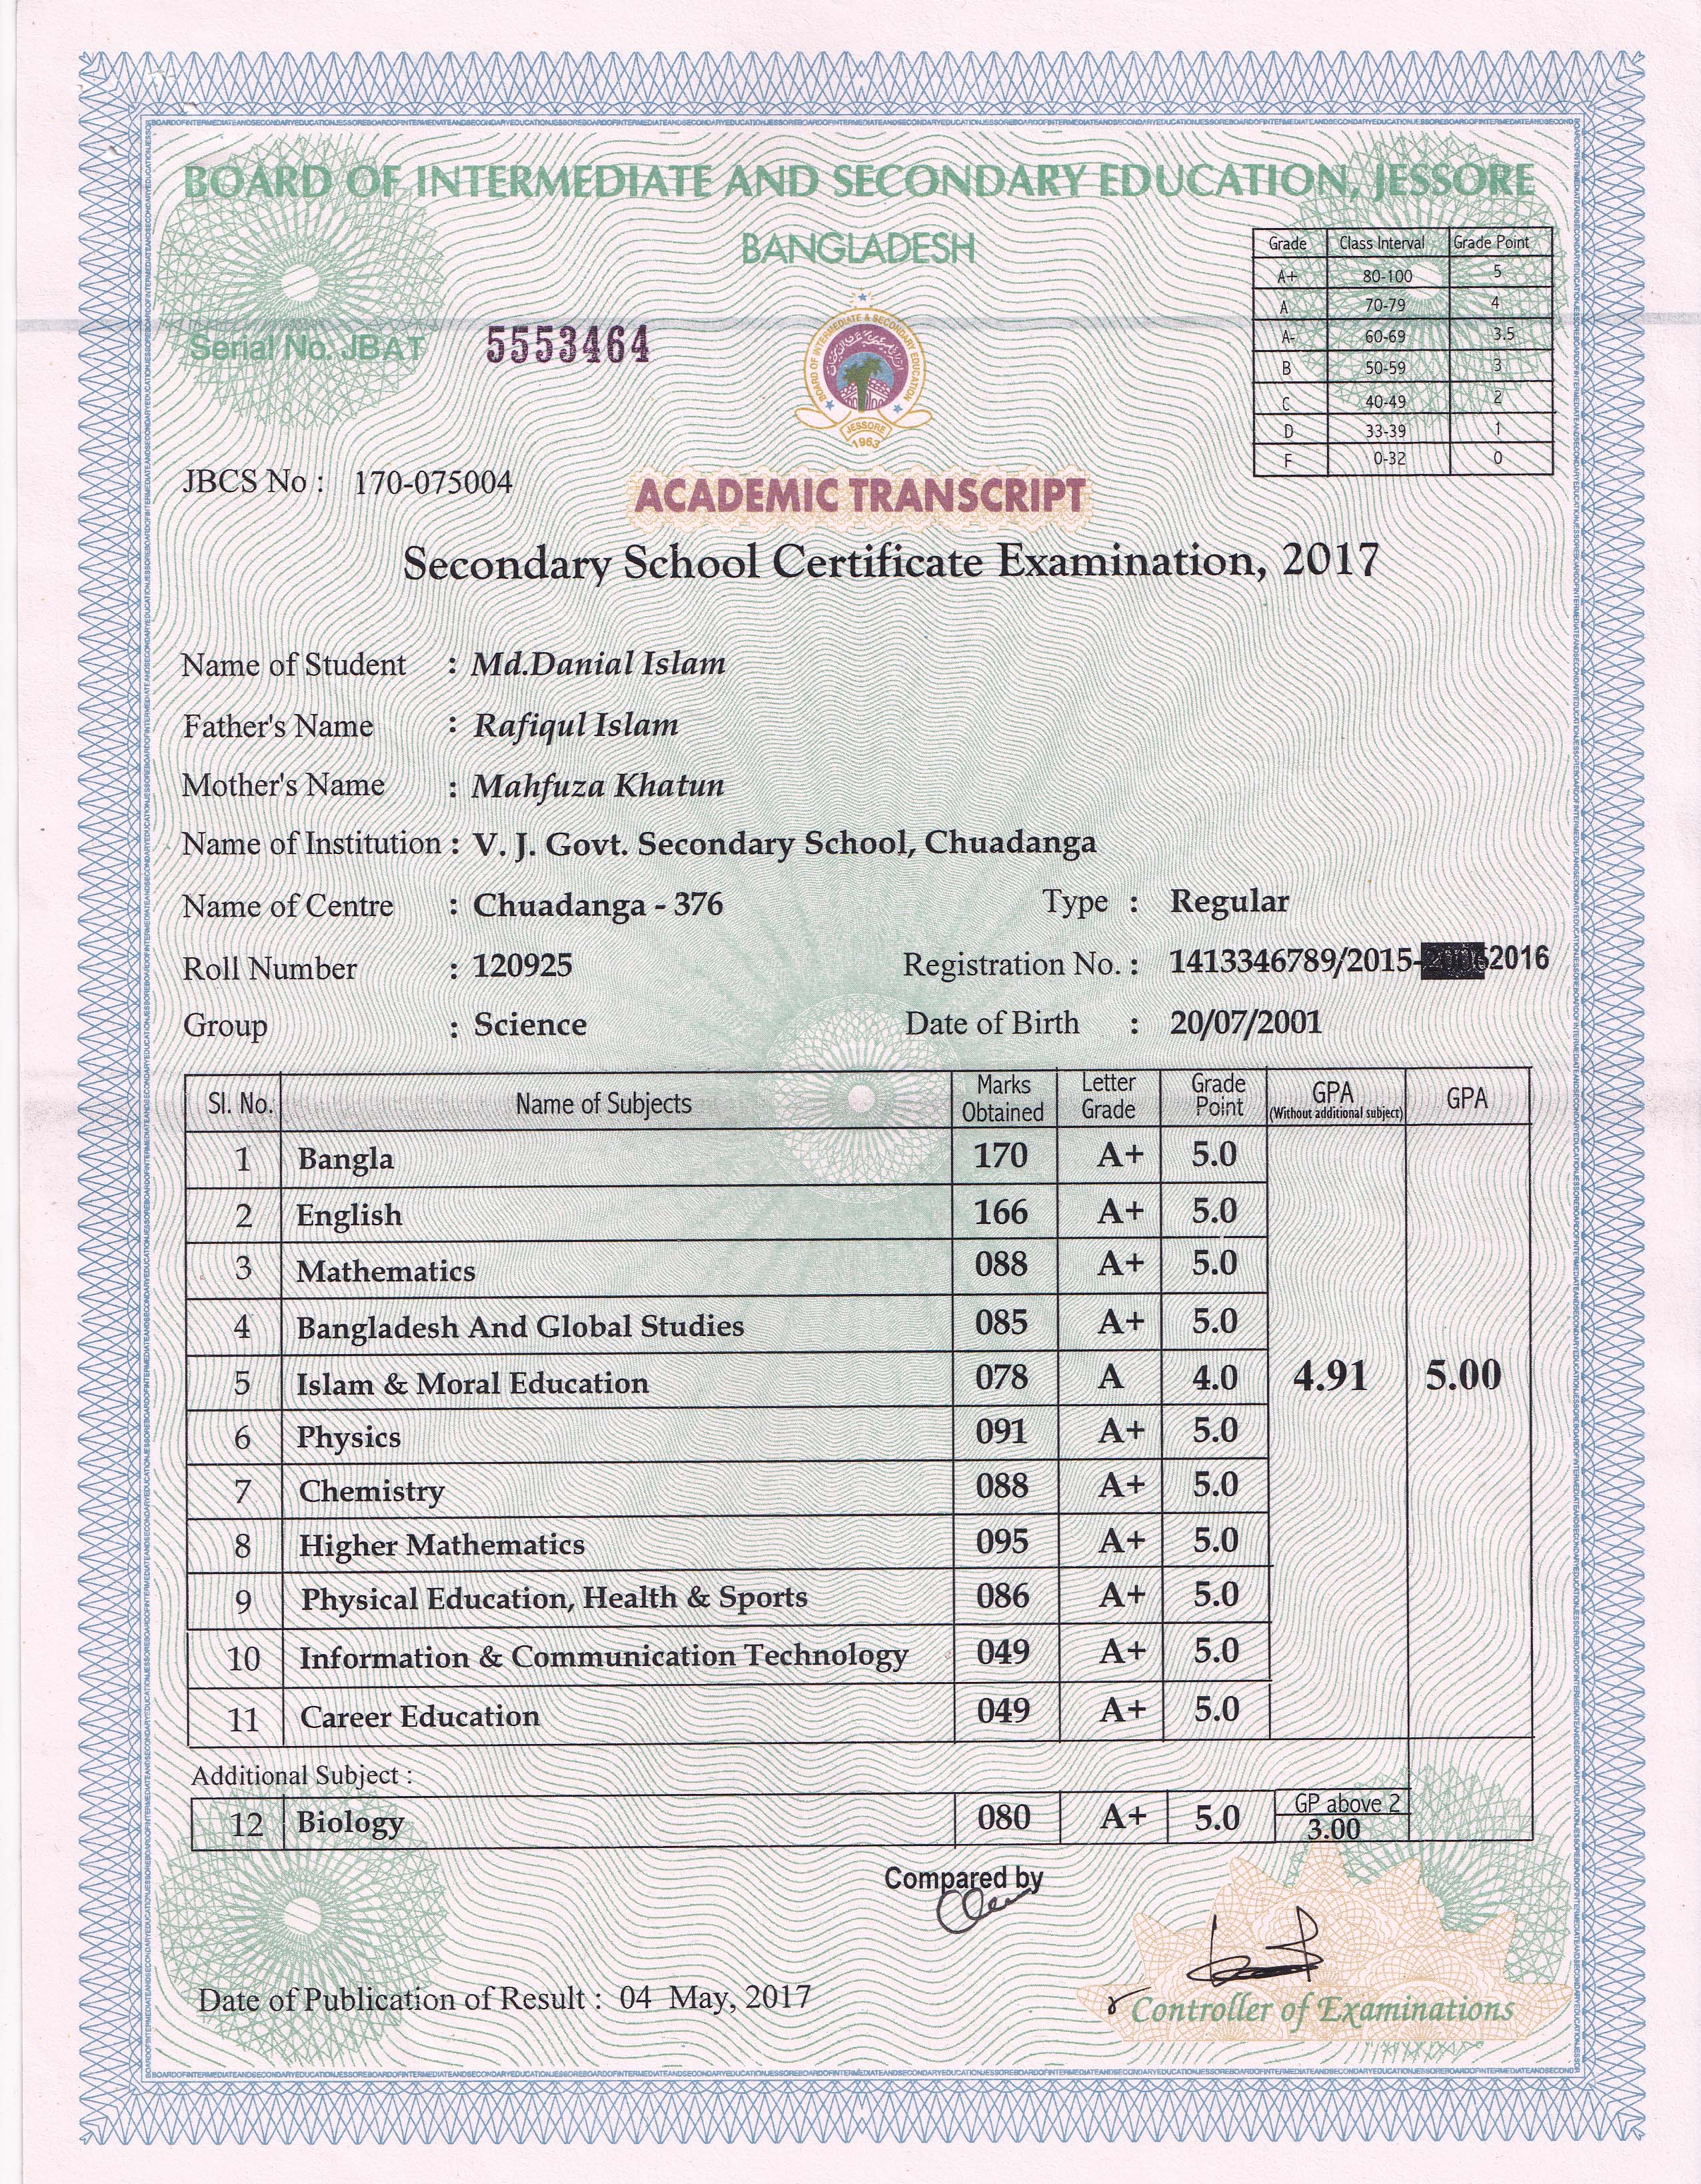 BOARD OF INTERMEDIATE AND SECONDARY EDUCATION, JESSORE
BANGLADESH
Grade Class Interval Grade Point
A+ 80-100 5
A 70-79 4
A- 60-69 3.5
B 50-59 3
C 40-49 2
D 33-39 1
F 0-32 0
Serial No. JBAT 5553464
BOARD OF INTERMEDIATE & SECONDARY EDUCATION
JESSORE
1963
JBCS No : 170-075004
ACADEMIC TRANSCRIPT
Secondary School Certificate Examination, 2017
Name of Student : Md.Danial Islam
Father's Name : Rafiqul Islam
Mother's Name : Mahfuza Khatun
Name of Institution : V. J. Govt. Secondary School, Chuadanga
Name of Centre : Chuadanga - 376 Type : Regular
Roll Number : 120925 Registration No. : 1413346789/2015-2016
Group : Science Date of Birth : 20/07/2001
Sl. No. Name of Subjects Marks Obtained Letter Grade Grade Point GPA (Without additional subject) GPA
1 Bangla 170 A+ 5.0
2 English 166 A+ 5.0
3 Mathematics 088 A+ 5.0
4 Bangladesh And Global Studies 085 A+ 5.0
5 Islam & Moral Education 078 A 4.0 4.91 5.00
6 Physics 091 A+ 5.0
7 Chemistry 088 A+ 5.0
8 Higher Mathematics 095 A+ 5.0
9 Physical Education, Health & Sports 086 A+ 5.0
10 Information & Communication Technology 049 A+ 5.0
11 Career Education 049 A+ 5.0
Additional Subject :
12 Biology 080 A+ 5.0 GP above 2 3.00
Compared by
Date of Publication of Result : 04 May, 2017
Controller of Examinations